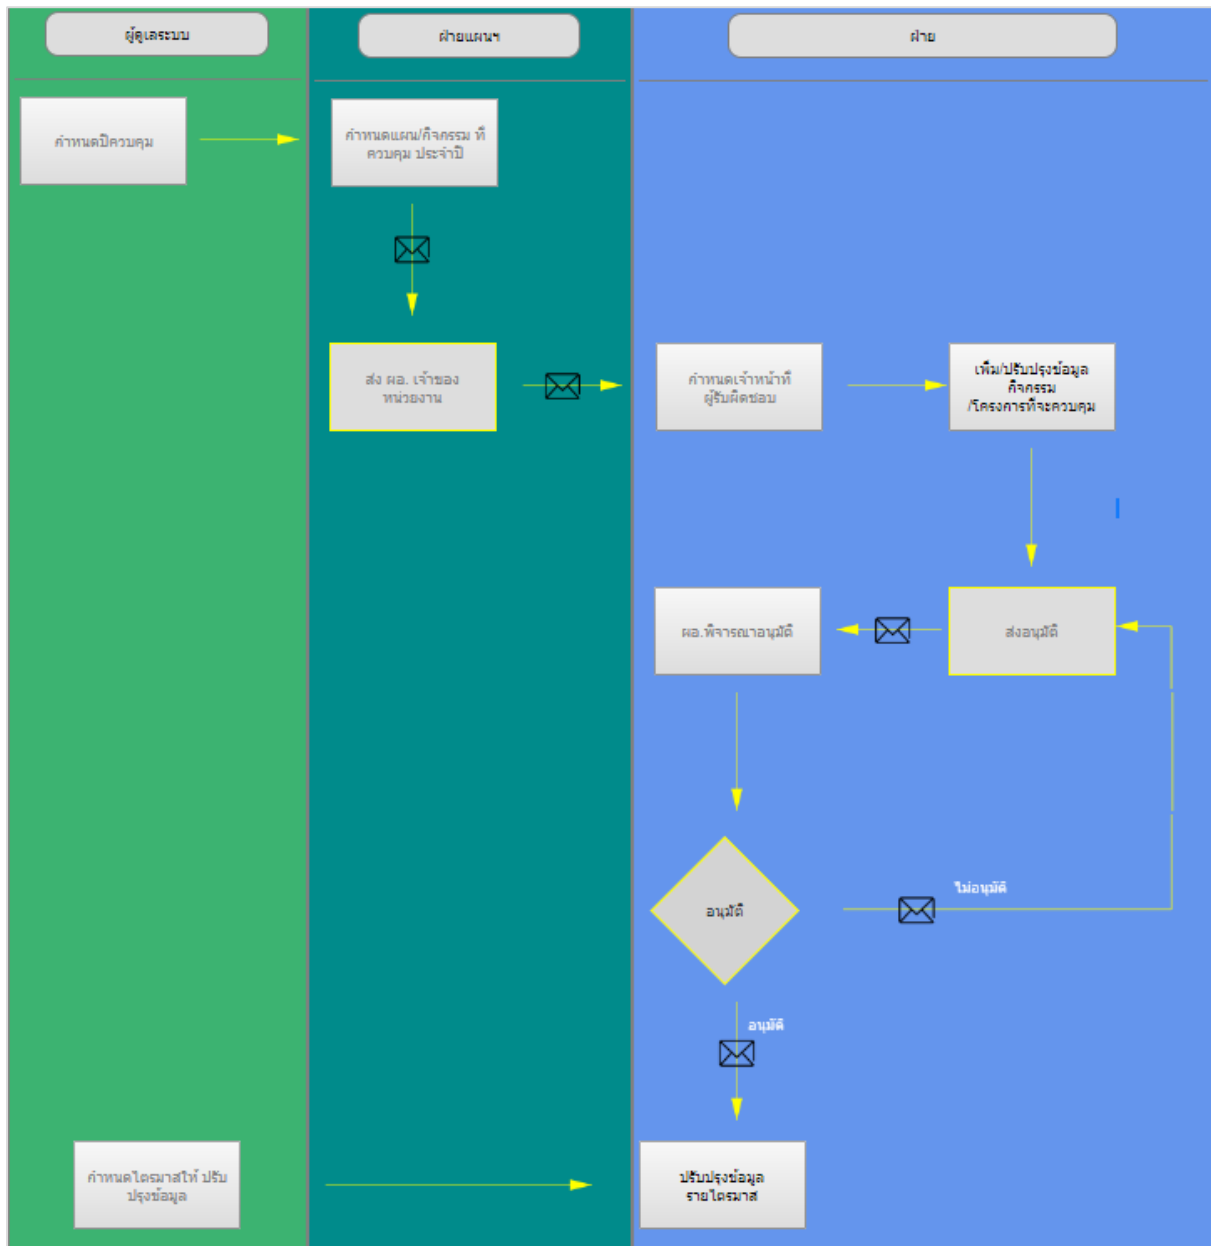 ผู้ดูแลระบบ
ฝ่ายแผนฯ
ฝ่าย
กำหนดปีควบคุม
กำหนดแผน/กิจกรรม ที่
ควบคุม ประจำปี
ส่ง ผอ. เจ้าของ
หน่วยงาน
กำหนดเจ้าหน้าที่
ผู้รับผิดชอบ
เพิ่ม/ปรับปรุงข้อมูล
กิจกรรม
/โครงการที่จะควบคุม
ผอ.พิจารณาอนุมัติ
ส่งอนุมัติ
อนุมัติ
ไม่อนุมัติ
อนุมัติ
กำหนดไตรมาสให้ ปรับ
ปรุงข้อมูล
ปรับปรุงข้อมูล
รายไตรมาส